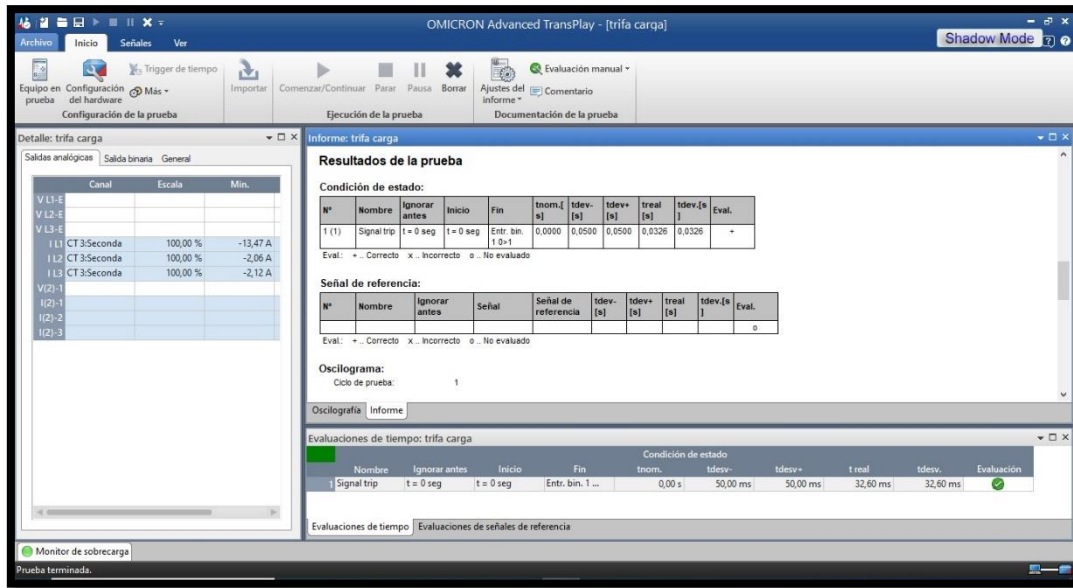 OMICRON Advanced TransPlay - [trifa carga]
Shadow Mode
Archivo Inicio Señales Ver
Equipo en prueba
Configuración del hardware
Trigger de tiempo
Más
Configuración de la prueba
Importar
Comenzar/Continuar Parar Pausa Borrar
Ejecución de la prueba
Ajustes del informe
Evaluación manual
Comentario
Documentación de la prueba
Detalle: trifa carga
Saldas analógicas Salida binaria General
Canal Escala Min.
V L1-E
V L2-E
V L3-E
I L1 CT 3:Seconda 100,00 % -13,47 A
I L2 CT 3:Seconda 100,00 % -2,06 A
I L3 CT 3:Seconda 100,00 % -2,12 A
V(2)-1
I(2)-1
I(2)-2
I(2)-3
Informe: trifa carga
Resultados de la prueba
Condición de estado:
Nº Nombre Ignorar antes Inicio Fin tnom.[s] tdev-[s] tdev+[s] treal[s] tdev.[s] Eval.
1 (1) Signal trip t = 0 seg t = 0 seg Entr. bin. 1 0>1 0,0000 0,0500 0,0500 0,0326 0,0326 +
Eval.: + .. Correcto x .. Incorrecto o .. No evaluado
Señal de referencia:
Nº Nombre Ignorar antes Señal Señal de referencia tdev-[s] tdev+[s] treal[s] tdev.[s] Eval.
o
Eval.: + .. Correcto x .. Incorrecto o .. No evaluado
Oscilograma:
Ciclo de prueba: 1
Oscilografía Informe
Evaluaciones de tiempo: trifa carga
Condición de estado
Nombre Ignorar antes Inicio Fin tnom. tdesv- tdesv+ t real tdesv. Evaluación
1 Signal trip t = 0 seg t = 0 seg Entr. bin. 1 ... 0,00 s 50,00 ms 50,00 ms 32,60 ms 32,60 ms
Evaluaciones de tiempo Evaluaciones de señales de referencia
Monitor de sobrecarga
Prueba terminada.